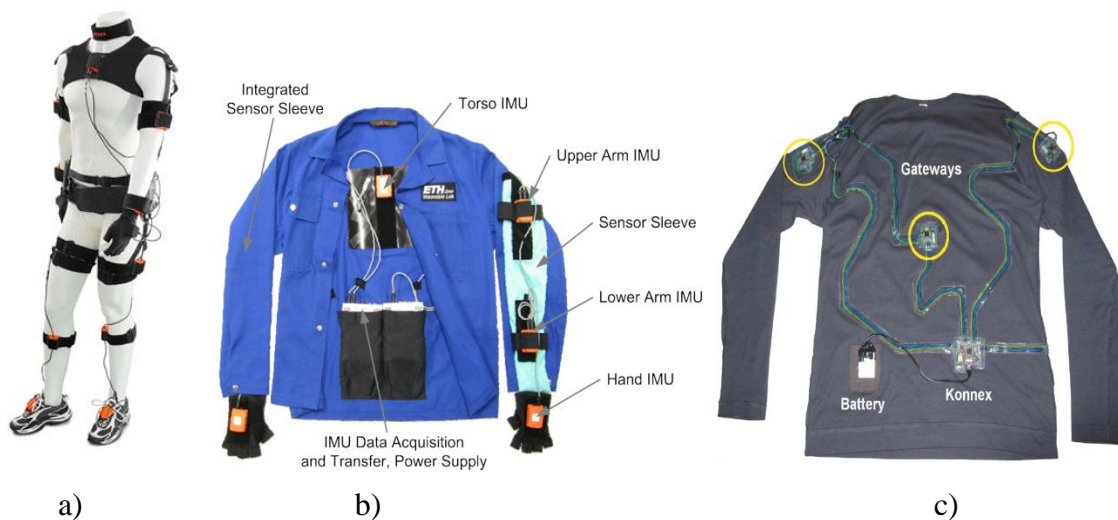 Integrated
Sensor Sleeve
Torso IMU
ETH
Wearable Lab
Upper Arm IMU
Sensor Sleeve
Lower Arm IMU
Hand IMU
IMU Data Acquisition
and Transfer, Power Supply
Gateways
Battery
Konnex
a)
b)
c)